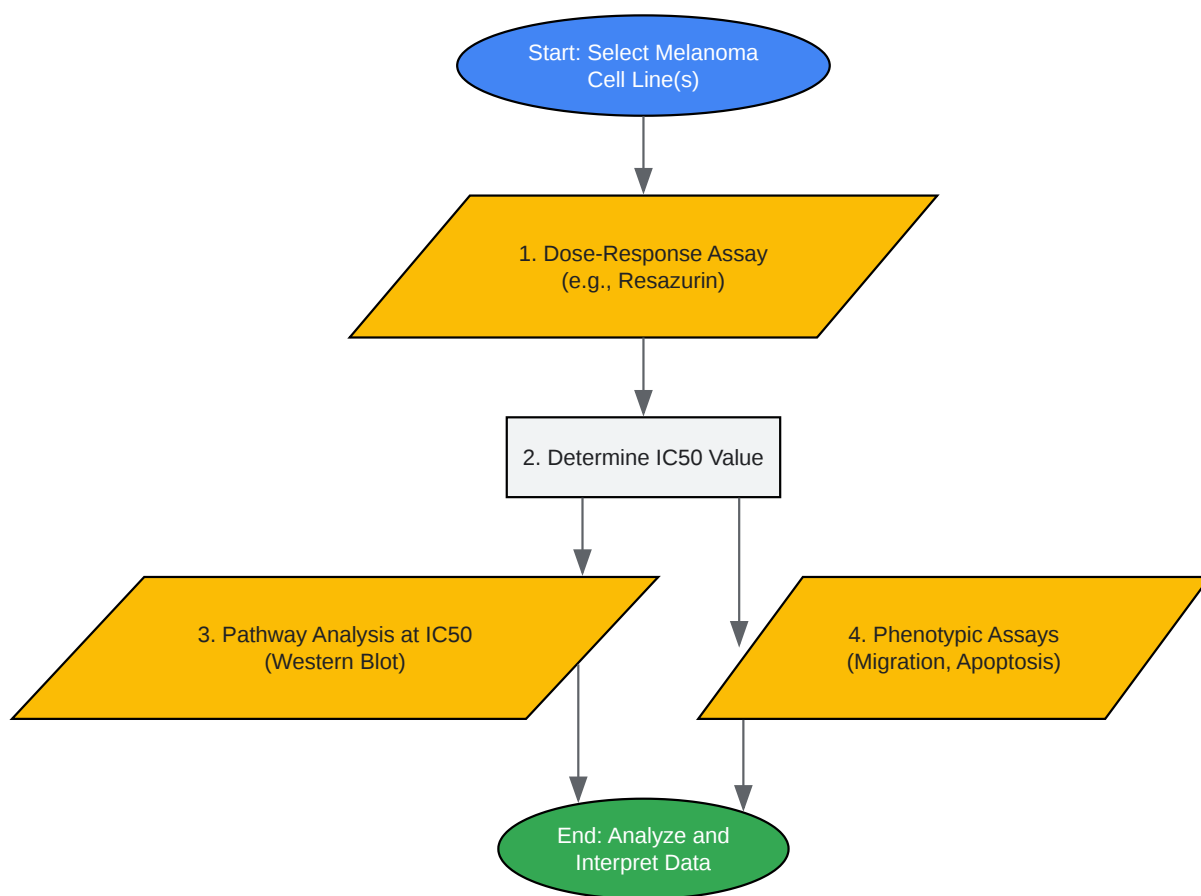 Start: Select Melanoma
Cell Line(s)
1. Dose-Response Assay
(e.g., Resazurin)
2. Determine IC50 Value
3. Pathway Analysis at IC50
(Western Blot)
4. Phenotypic Assays
(Migration, Apoptosis)
End: Analyze and
Interpret Data